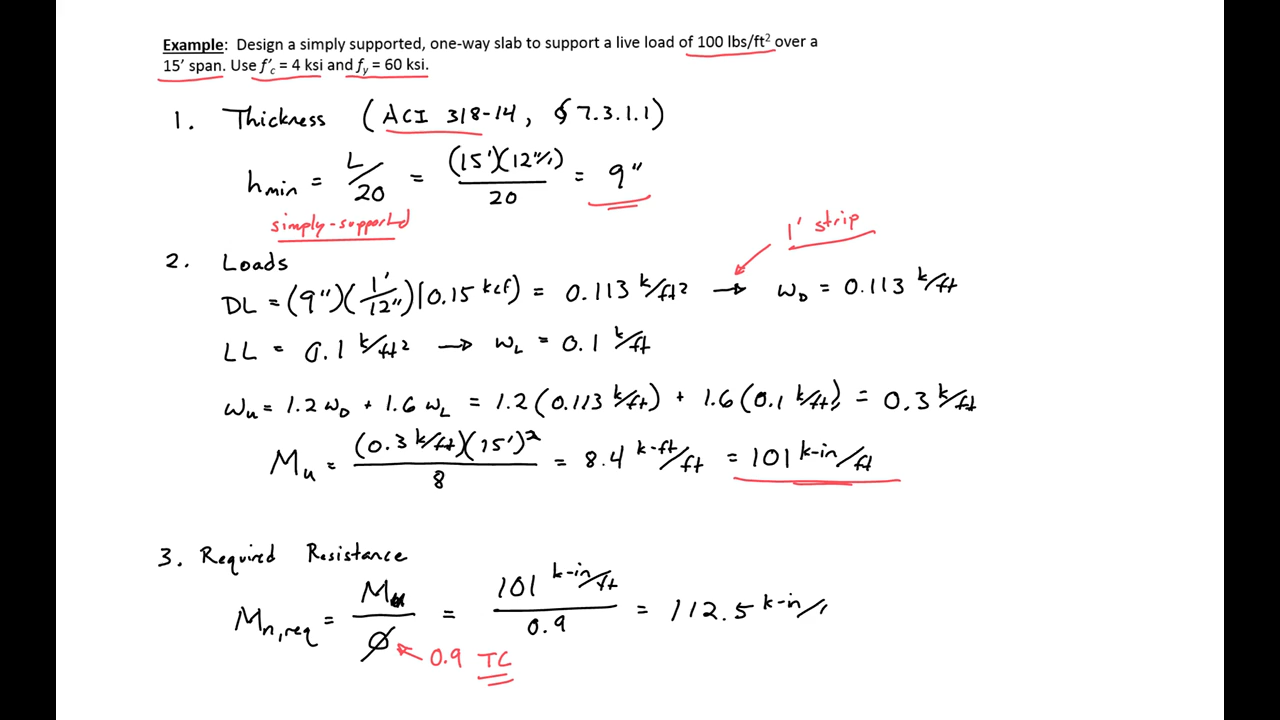 Example: Design a simply supported, one-way slab to support a live load of 100 lbs/ft² over a
15' span. Use f'c = 4 ksi and fy = 60 ksi.
1. Thickness (ACI 318-14, § 7.3.1.1)
hmin = L/20 = (15')(12"/')/20 = 9"
simply-supported
1' strip
2. Loads
DL = (9")(1'/12")(0.15 kcf) = 0.113 k/ft² → wD = 0.113 k/ft
LL = 0.1 k/ft² → wL = 0.1 k/ft
wu = 1.2 wD + 1.6 wL = 1.2 (0.113 k/ft) + 1.6 (0.1 k/ft) = 0.3 k/ft
Mu = (0.3 k/ft)(15')²/8 = 8.4 k-ft/ft = 101 k-in/ft
3. Required Resistance
Mn,req = Mu/φ = 101 k-in/ft/0.9 = 112.5 k-in/
0.9 TC